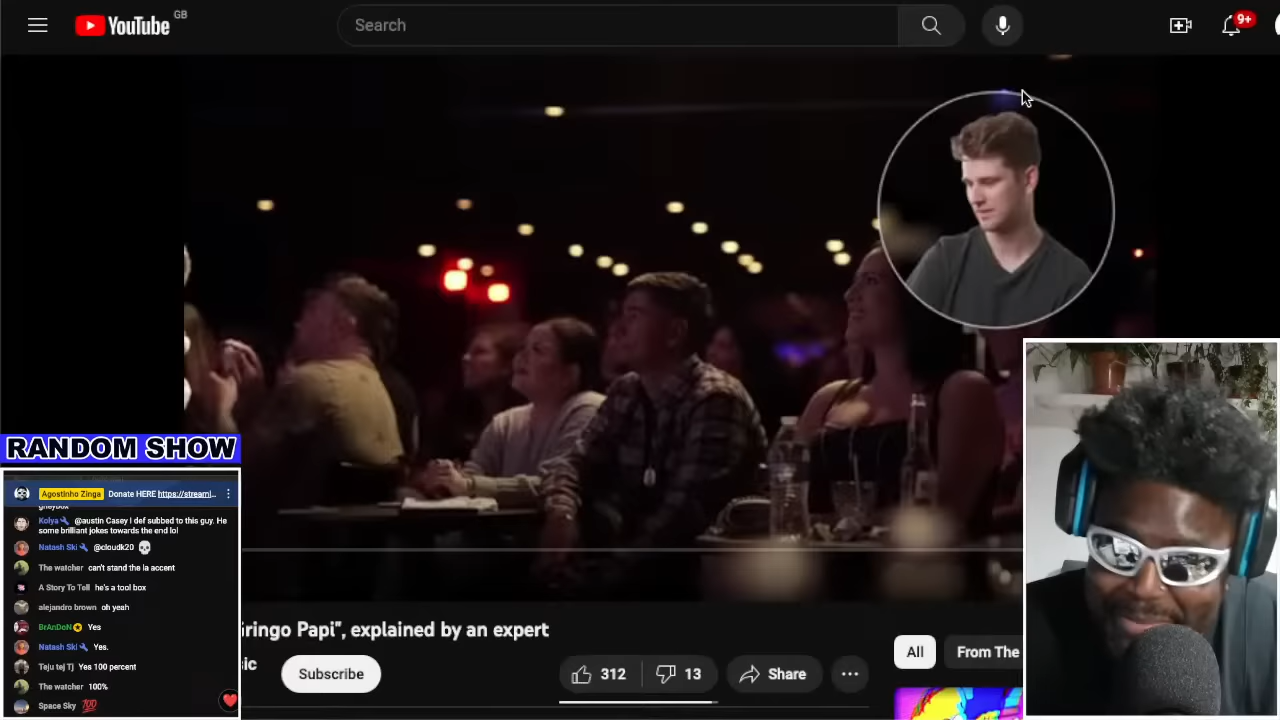 YouTube GB
Search
9+
RANDOM SHOW
Agostinho Zinga Donate HERE https://streaml...
Kolya @austin Casey I def subbed to this guy. He
some brilliant jokes towards the end lol
Natash Ski @cloudk20 💀
The watcher can't stand the la accent
A Story To Tell he's a tool box
alejandro brown oh yeah
BrAnDoN Yes
Natash Ski Yes.
Teju tej Tj Yes 100 percent
The watcher 100%
Space Sky 💯
ringo Papi", explained by an expert
ic
Subscribe
312
13
Share
...
All
From The